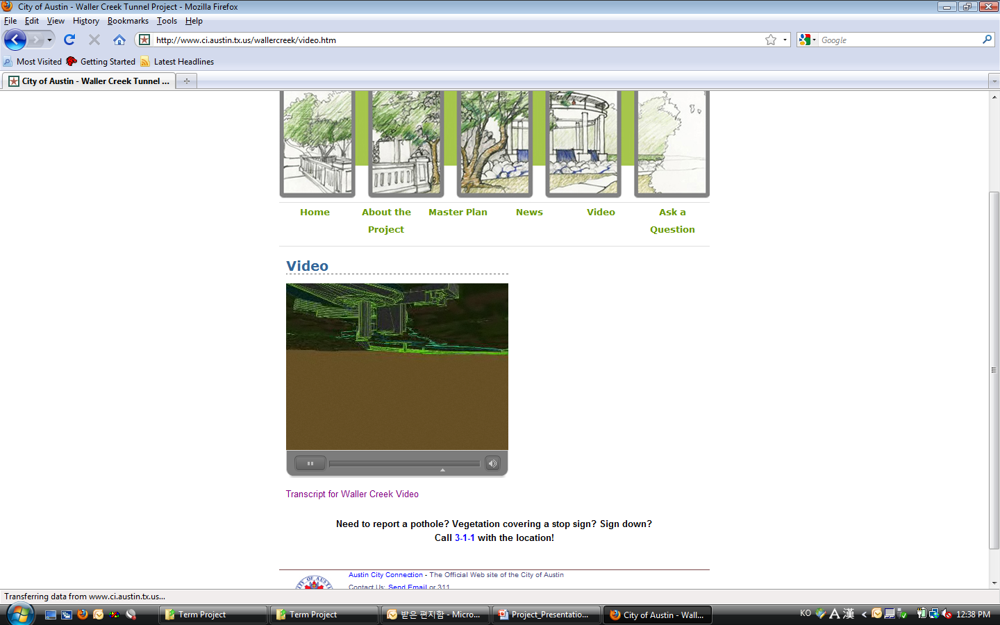 City of Austin - Waller Creek Tunnel Project - Mozilla Firefox
File Edit View History Bookmarks Tools Help
http://www.ci.austin.tx.us/wallercreek/video.htm
Google
Most Visited Getting Started Latest Headlines
City of Austin - Waller Creek Tunnel ...
Home About the Project Master Plan News Video Ask a Question
Video
Transcript for Waller Creek Video
Need to report a pothole? Vegetation covering a stop sign? Sign down?
Call 3-1-1 with the location!
Austin City Connection - The Official Web site of the City of Austin
Contact Us: Send Email or 311
Transferring data from www.ci.austin.tx.us...
Term Project Term Project 받은 편지함 - Micro... Project_Presentatio... City of Austin - Wall... KO A 漢 12:38 PM